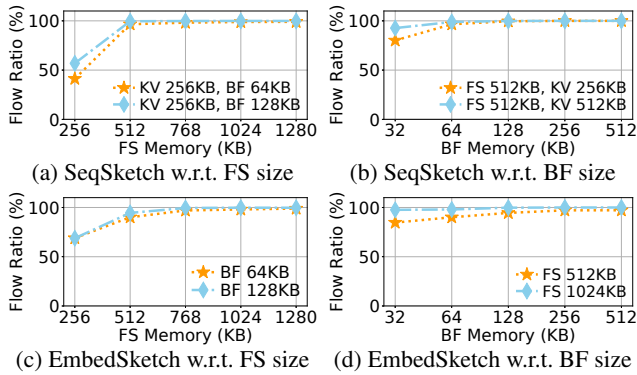 Flow Ratio (%)
100
50
0
KV 256KB, BF 64KB
KV 256KB, BF 128KB
256 512 768 1024 1280
FS Memory (KB)
(a) SeqSketch w.r.t. FS size
Flow Ratio (%)
100
50
0
FS 512KB, KV 256KB
FS 512KB, KV 512KB
32 64 128 256 512
BF Memory (KB)
(b) SeqSketch w.r.t. BF size
Flow Ratio (%)
100
50
0
BF 64KB
BF 128KB
256 512 768 1024 1280
FS Memory (KB)
(c) EmbedSketch w.r.t. FS size
Flow Ratio (%)
100
50
0
FS 512KB
FS 1024KB
32 64 128 256 512
BF Memory (KB)
(d) EmbedSketch w.r.t. BF size